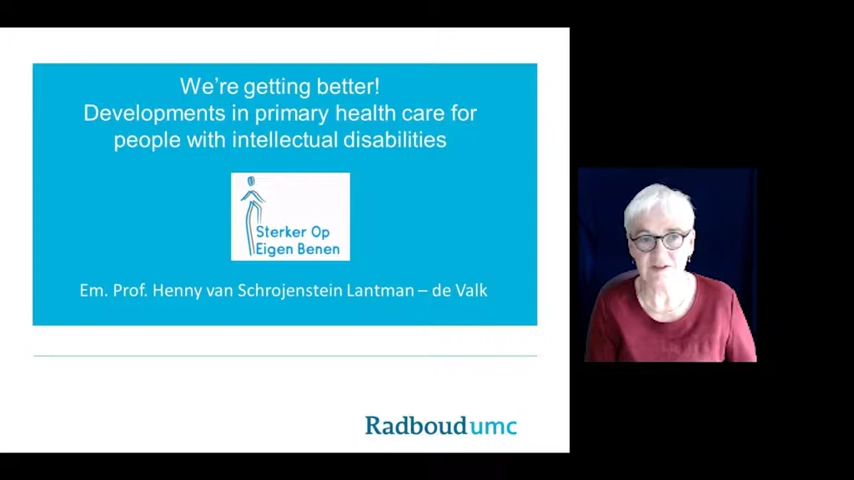 We're getting better!
Developments in primary health care for
people with intellectual disabilities
Sterker Op
Eigen Benen
Em. Prof. Henny van Schrojenstein Lantman – de Valk
Radboudumc